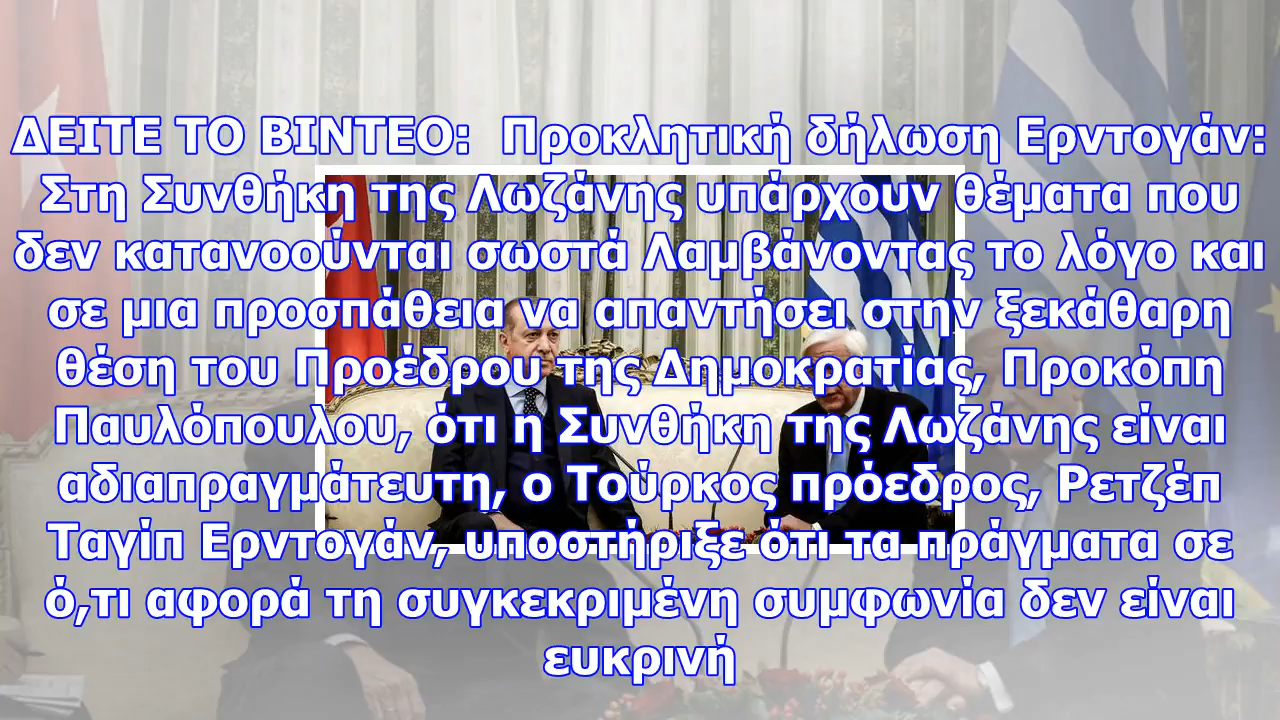 ΔΕΙΤΕ ΤΟ ΒΙΝΤΕΟ:  Προκλητική δήλωση Ερντογάν:
Στη Συνθήκη της Λωζάνης υπάρχουν θέματα που
δεν κατανοούνται σωστά Λαμβάνοντας το λόγο και
σε μια προσπάθεια να απαντήσει στην ξεκάθαρη
θέση του Προέδρου της Δημοκρατίας, Προκόπη
Παυλόπουλου, ότι η Συνθήκη της Λωζάνης είναι
αδιαπραγμάτευτη, ο Τούρκος πρόεδρος, Ρετζέπ
Ταγίπ Ερντογάν, υποστήριξε ότι τα πράγματα σε
ό,τι αφορά τη συγκεκριμένη συμφωνία δεν είναι
ευκρινή